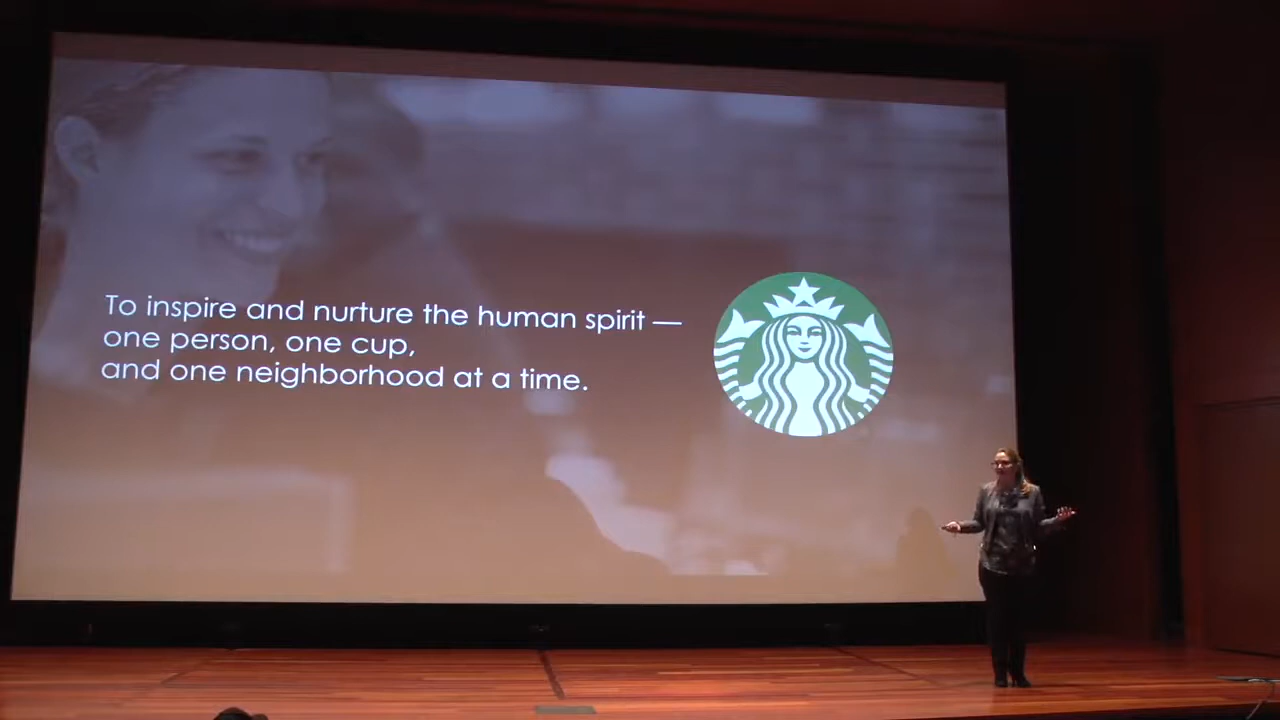 To inspire and nurture the human spirit —
one person, one cup,
and one neighborhood at a time.